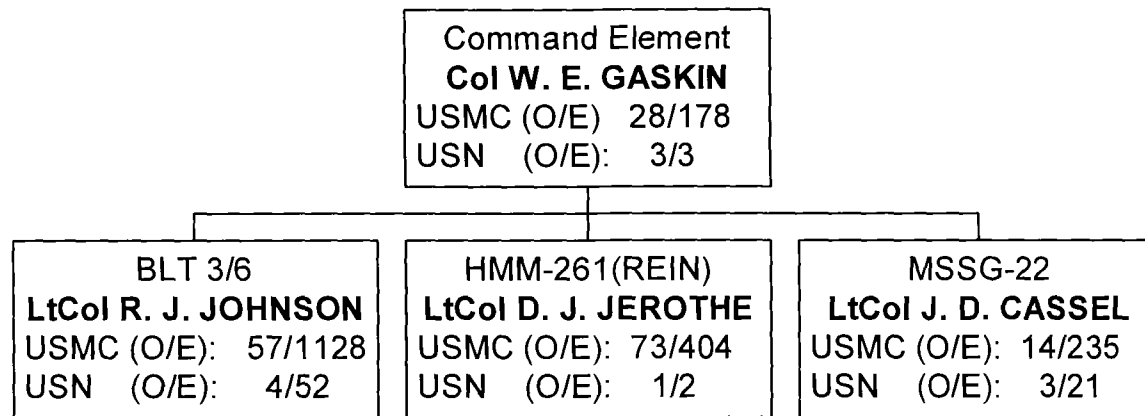 Command Element
Col W. E. GASKIN
USMC (O/E) 28/178
USN (O/E): 3/3
BLT 3/6
LtCol R. J. JOHNSON
USMC (O/E): 57/1128
USN (O/E): 4/52
HMM-261(REIN)
LtCol D. J. JEROTHE
USMC (O/E): 73/404
USN (O/E): 1/2
MSSG-22
LtCol J. D. CASSEL
USMC (O/E): 14/235
USN (O/E): 3/21